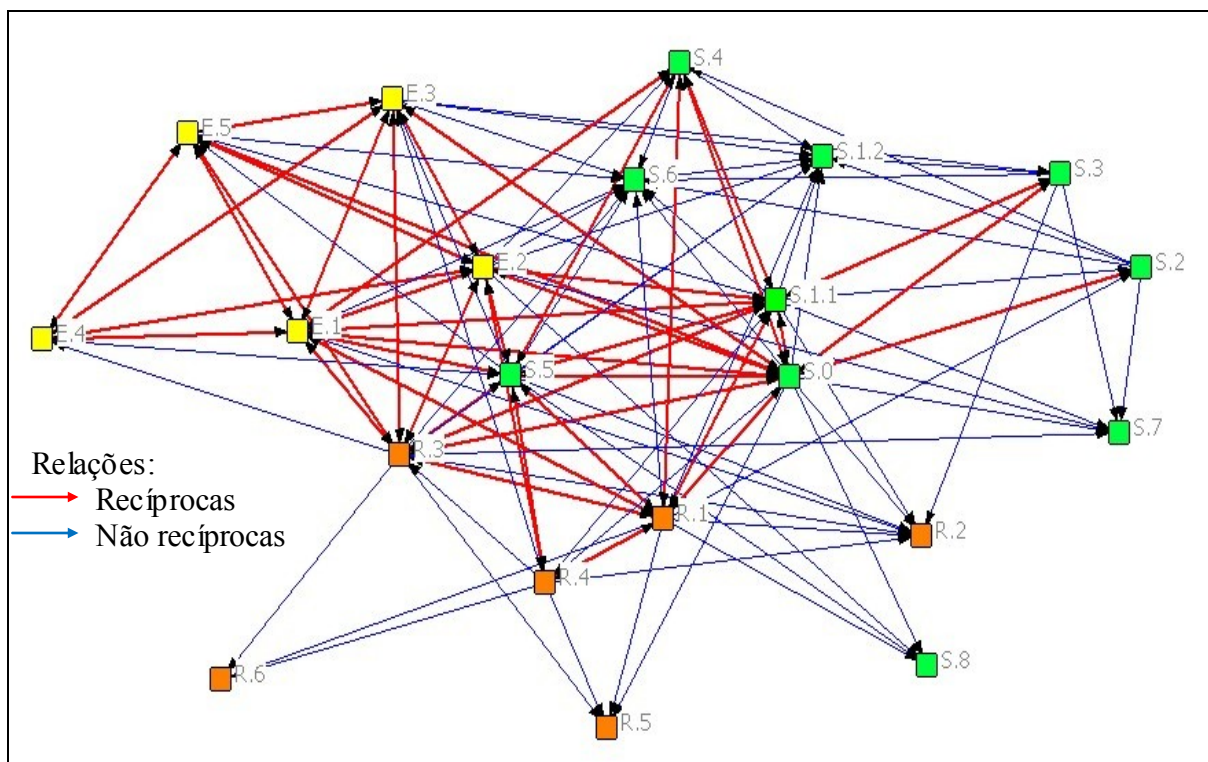 S.4
E.3
E.5
S.1.2
S.3
S.6
E.2
S.2
S.1.1
E.1
E.4
S.5
S.0
S.7
R.3
Relações:
Recíprocas
Não recíprocas
R.1
R.2
R.4
S.8
R.6
R.5